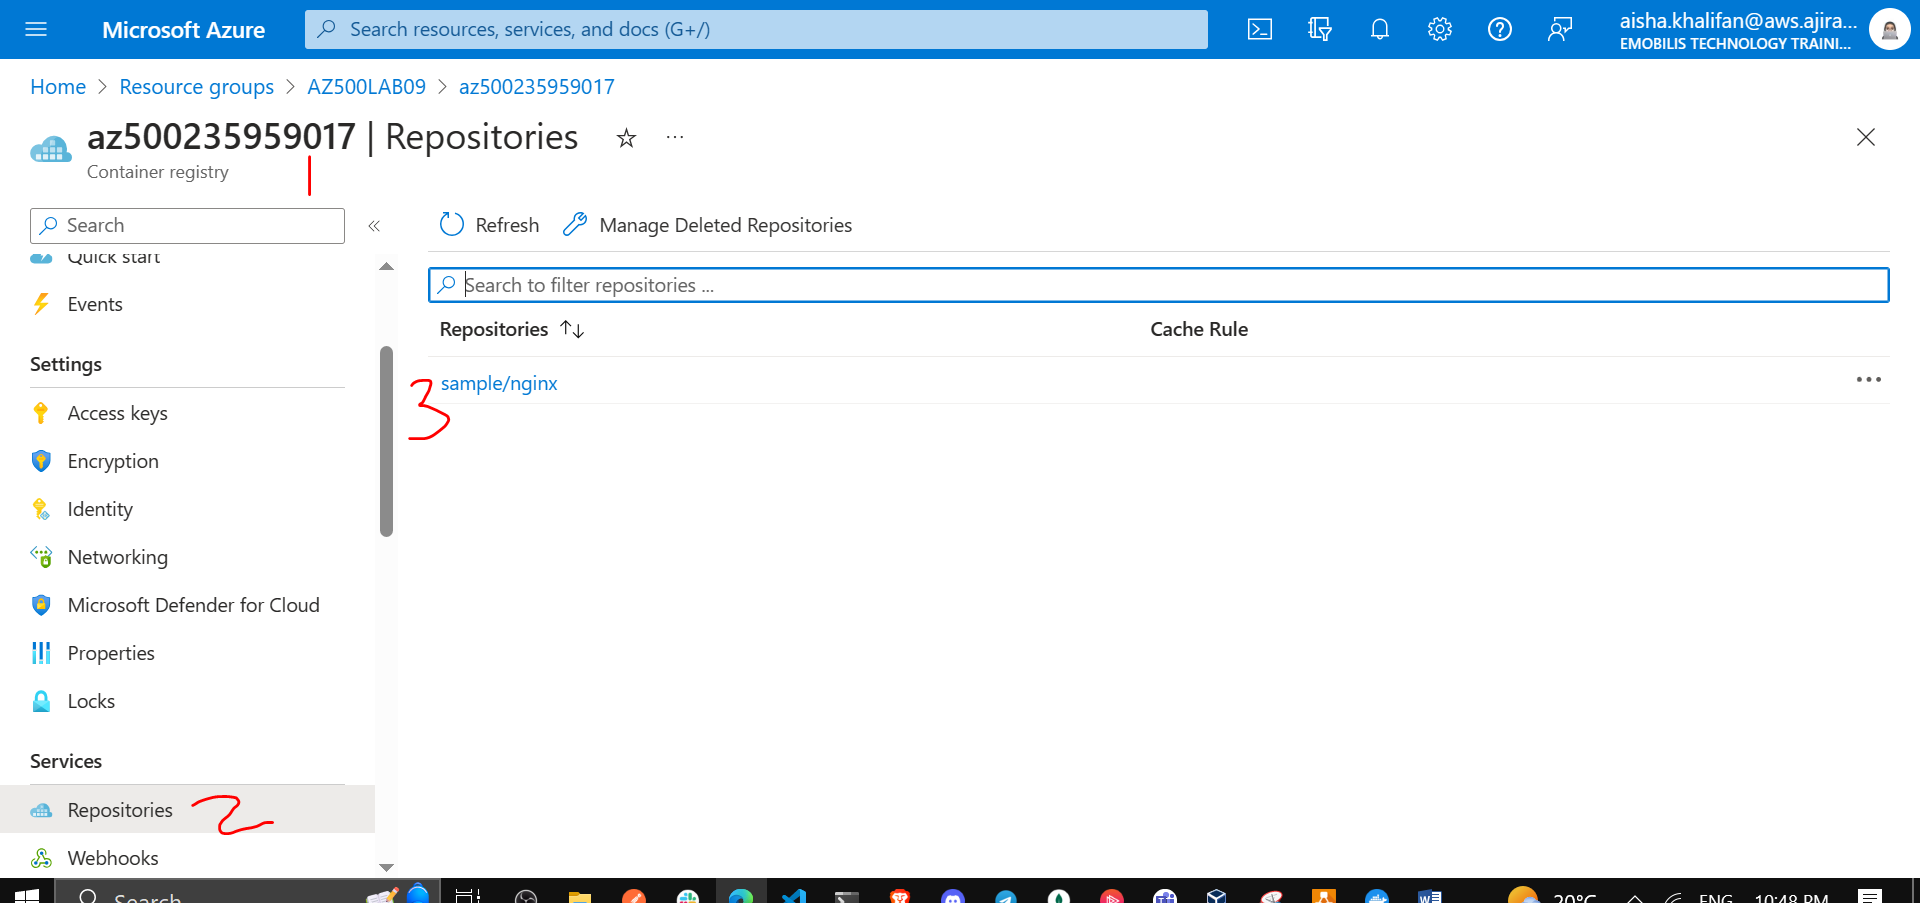 Microsoft Azure
Search resources, services, and docs (G+/)
aisha.khalifan@aws.ajira...
EMOBILIS TECHNOLOGY TRAINI...
Home > Resource groups > AZ500LAB09 > az500235959017
az500235959017 | Repositories
Container registry
1
Search
«
Refresh
Manage Deleted Repositories
Quick start
Events
Settings
Access keys
Encryption
Identity
Networking
Microsoft Defender for Cloud
Properties
Locks
Services
Repositories
2
Webhooks
Search to filter repositories ...
Repositories
Cache Rule
3
sample/nginx
Search
20°C
ENG
10:48 PM